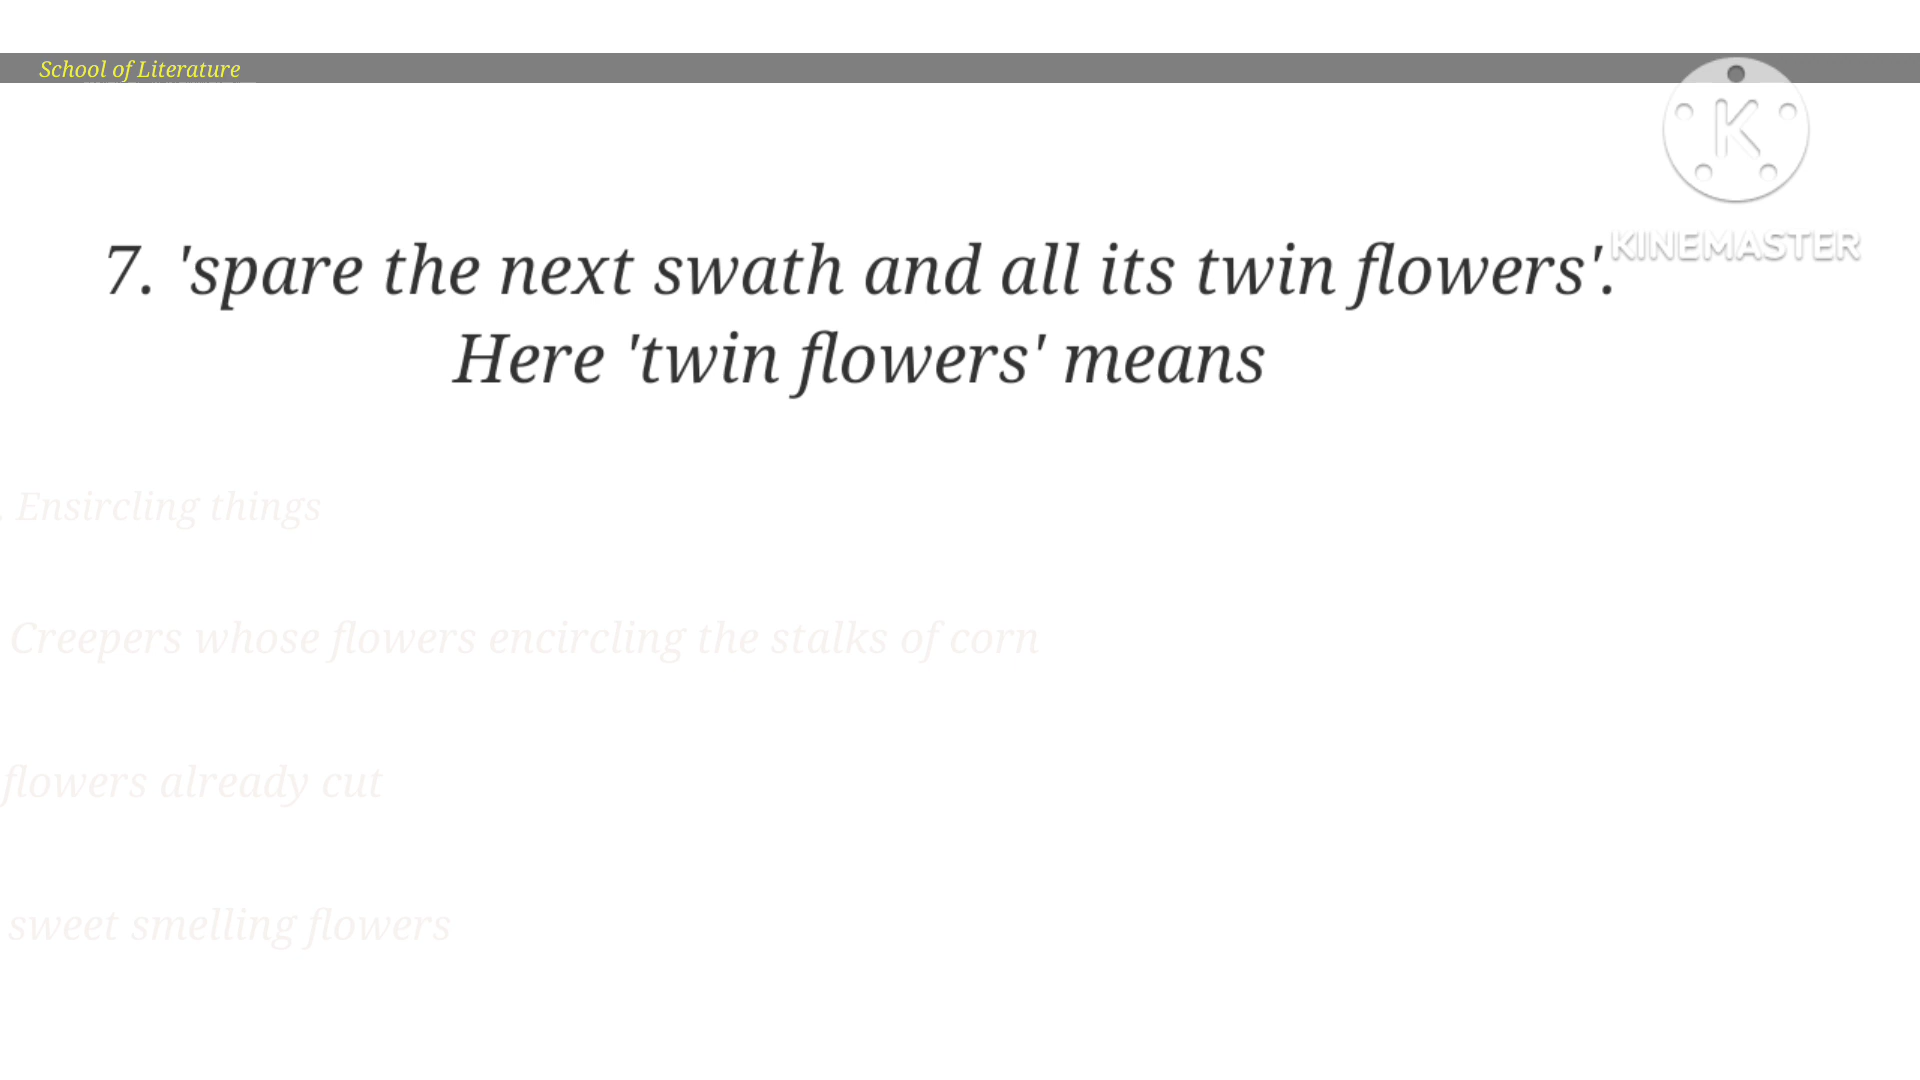 School of Literature
K
KINEMASTER
7. 'spare the next swath and all its twin flowers'.
Here 'twin flowers' means
. Ensircling things
Creepers whose flowers encircling the stalks of corn
flowers already cut
sweet smelling flowers